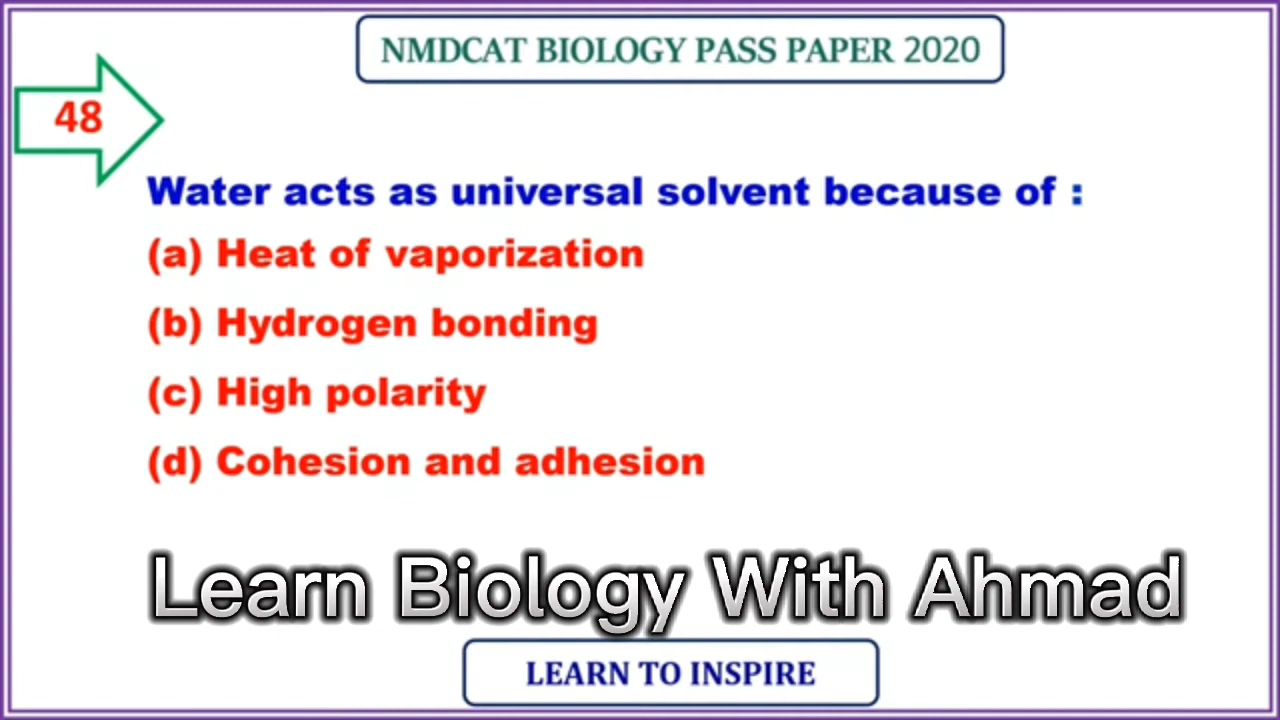 NMDCAT BIOLOGY PASS PAPER 2020
48
Water acts as universal solvent because of :
(a) Heat of vaporization
(b) Hydrogen bonding
(c) High polarity
(d) Cohesion and adhesion
Learn Biology With Ahmad
LEARN TO INSPIRE